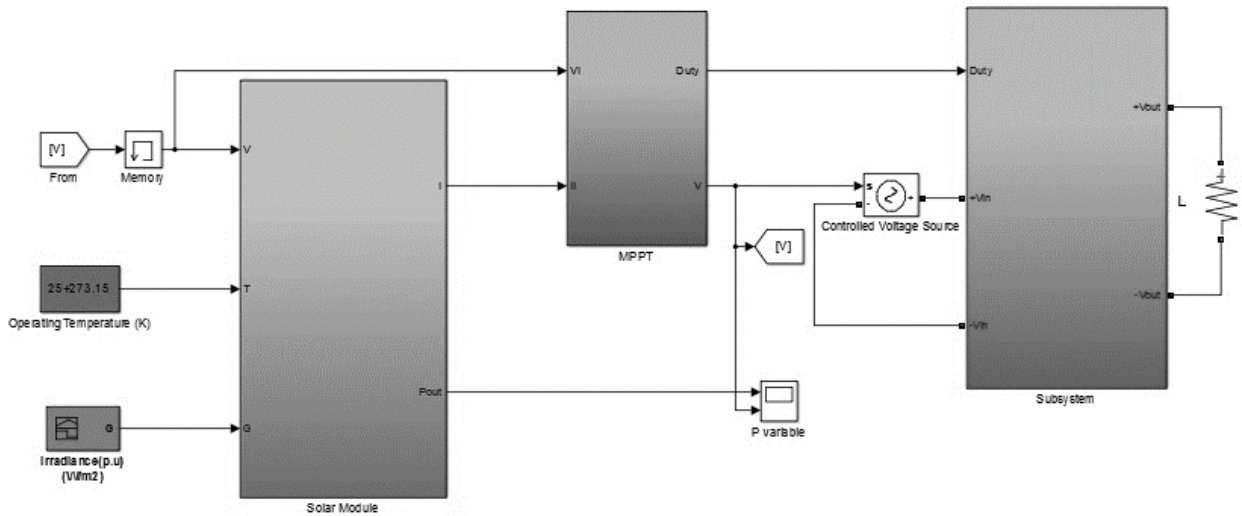 VI
Duty
Duty
+Vout
[V]
From
Memory
V
I
II
V
s
-
+
+Vin
L
Controlled Voltage Source
[V]
MPPT
25+273.15
T
Operating Temperature (K)
-Vout
-Vin
Pout
Subsystem
P variable
G
G
Irradiance(p.u)
(W/m2)
Solar Module